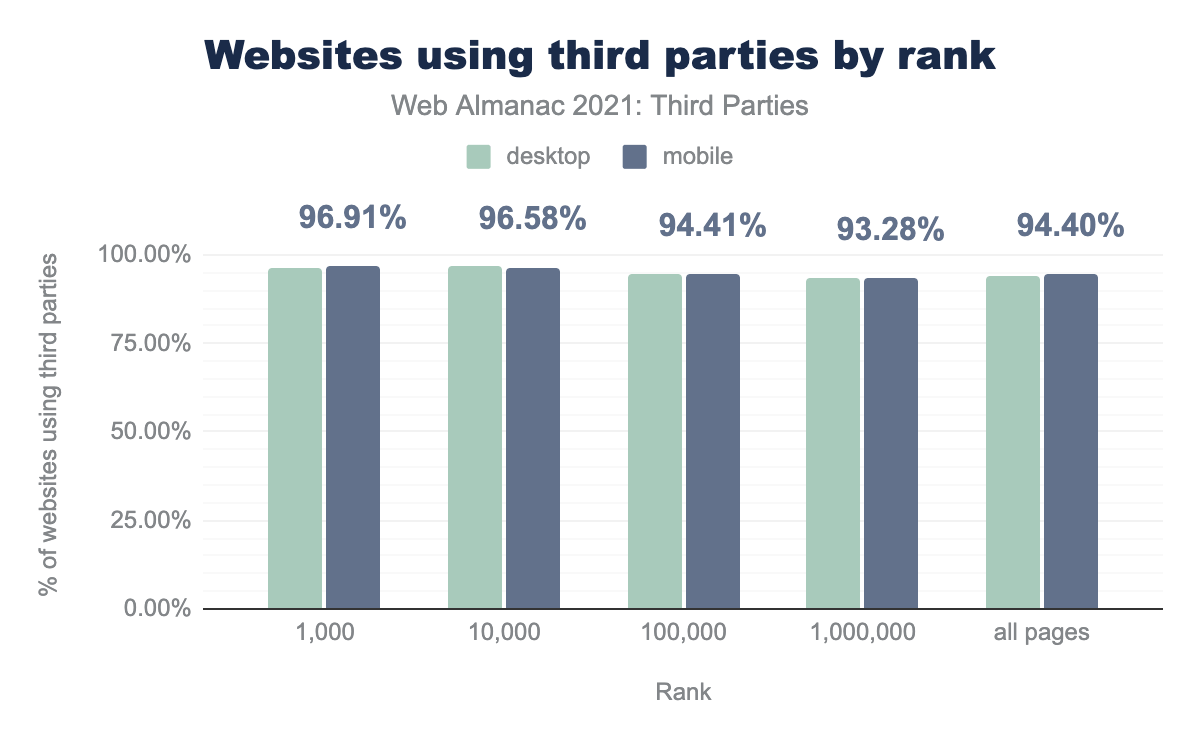 Websites using third parties by rank
Web Almanac 2021: Third Parties
desktop
mobile
96.91%
96.58%
94.41%
93.28%
94.40%
% of websites using third parties
100.00%
75.00%
50.00%
25.00%
0.00%
1,000
10,000
100,000
1,000,000
all pages
Rank